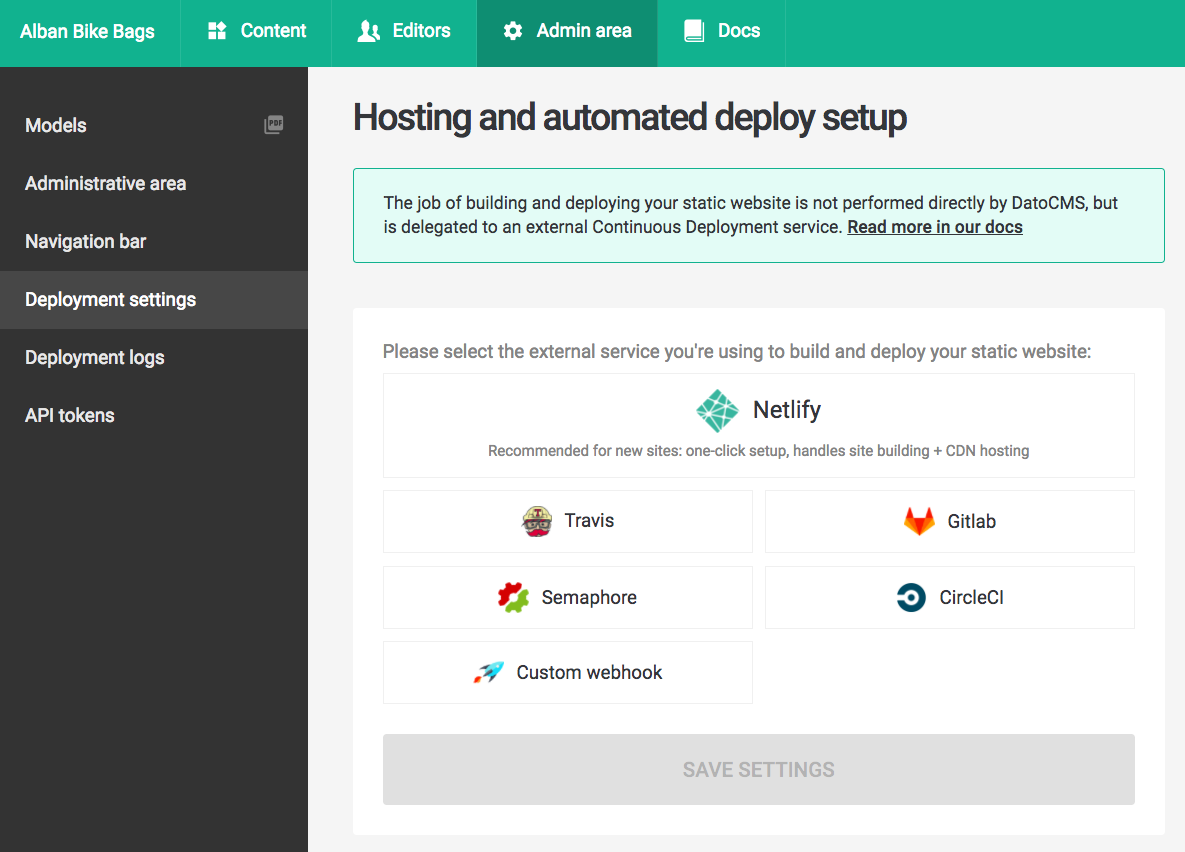 Alban Bike Bags
Content
Editors
Admin area
Docs
Models
PDF
Administrative area
Navigation bar
Deployment settings
Deployment logs
API tokens
Hosting and automated deploy setup
The job of building and deploying your static website is not performed directly by DatoCMS, but
is delegated to an external Continuous Deployment service. Read more in our docs
Please select the external service you're using to build and deploy your static website:
Netlify
Recommended for new sites: one-click setup, handles site building + CDN hosting
Travis
Gitlab
Semaphore
CircleCI
Custom webhook
SAVE SETTINGS